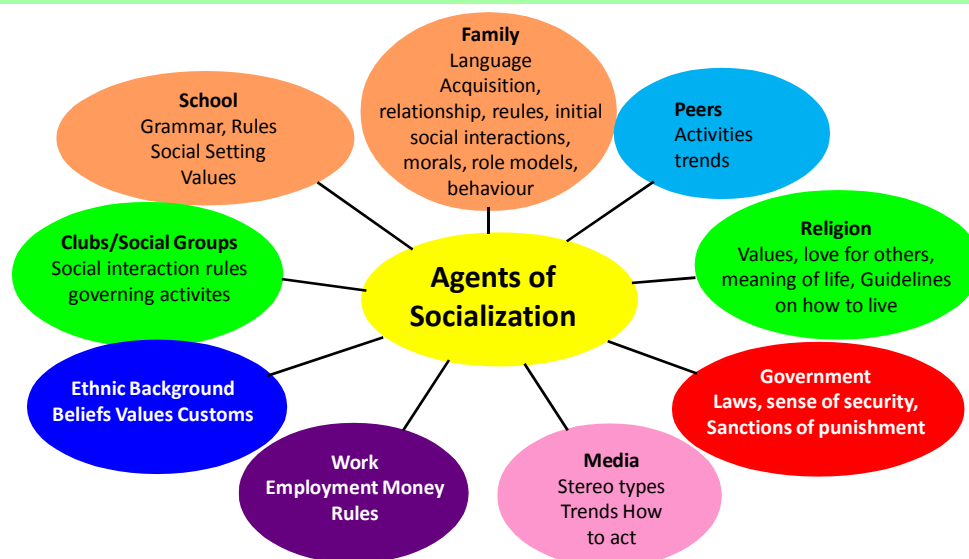 Family
Language
Acquisition,
relationship, reules, initial
social interactions,
morals, role models,
behaviour
School
Grammar, Rules
Social Setting
Values
Peers
Activities
trends
Clubs/Social Groups
Social interaction rules
governing activites
Agents of
Socialization
Religion
Values, love for others,
meaning of life, Guidelines
on how to live
Ethnic Background
Beliefs Values Customs
Government
Laws, sense of security,
Sanctions of punishment
Work
Employment Money
Rules
Media
Stereo types
Trends How
to act